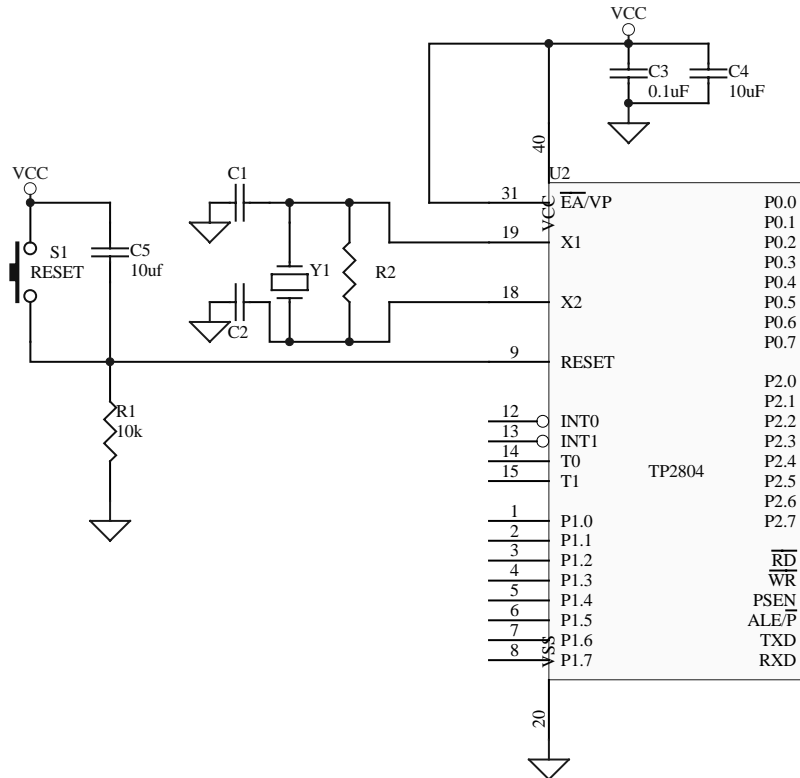 VCC
C3
0.1uF
C4
10uF
40
U2
VCC
31
EA/VP
19
X1
18
X2
9
RESET
12
INT0
13
INT1
14
T0
15
T1
1
P1.0
2
P1.1
3
P1.2
4
P1.3
5
P1.4
6
P1.5
7
P1.6
8
P1.7
VSS
20
TP2804
P0.0
P0.1
P0.2
P0.3
P0.4
P0.5
P0.6
P0.7
P2.0
P2.1
P2.2
P2.3
P2.4
P2.5
P2.6
P2.7
RD
WR
PSEN
ALE/P
TXD
RXD
VCC
S1
RESET
C5
10uf
R1
10k
C1
C2
Y1
R2